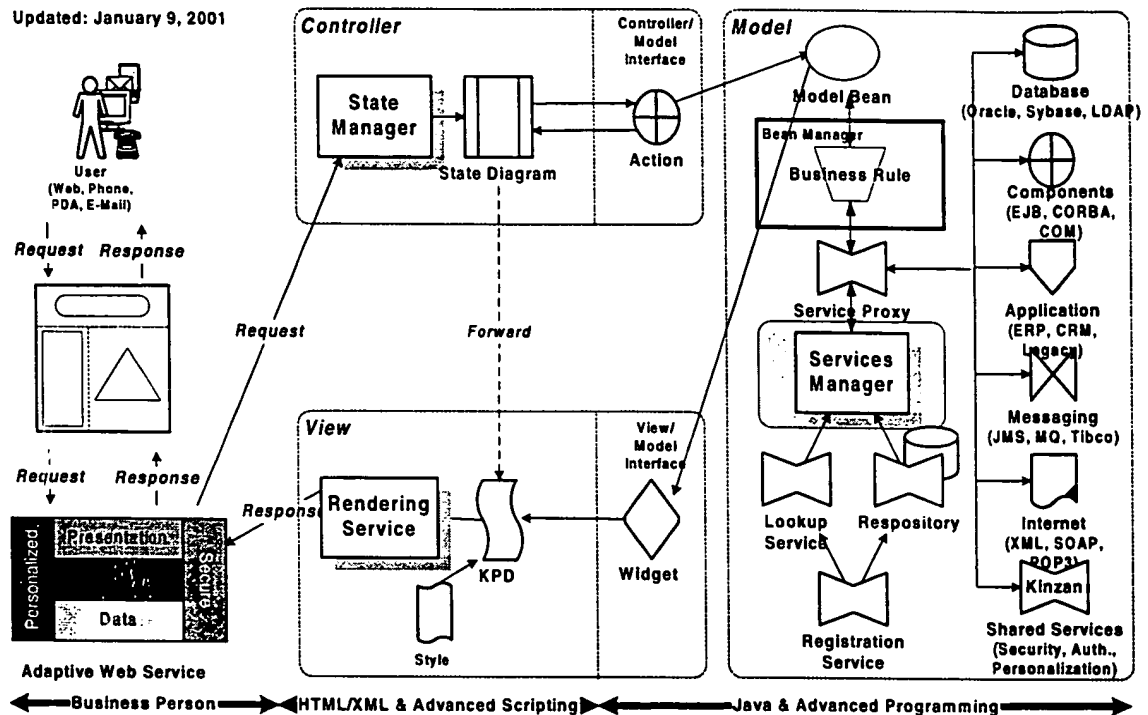 Updated: January 9, 2001
User
(Web, Phone,
PDA, E-Mail)
Request
Response
Request
Response
Personalized
Presentation
Secure
Data
Adaptive Web Service
Controller
Controller/
Model
Interface
State
Manager
State Diagram
Action
Request
Forward
Response
View
View/
Model
Interface
Rendering
Service
KPD
Widget
Style
Model
Model Bean
Bean Manager
Business Rule
Service Proxy
Services
Manager
Lookup
Service
Respository
Registration
Service
Database
(Oracle, Sybase, LDAP)
Components
(EJB, CORBA,
COM)
Application
(ERP, CRM,
Legacy)
Messaging
(JMS, MQ, Tibco)
Internet
(XML, SOAP,
POP3)
Kinzan
Shared Services
(Security, Auth.,
Personalization)
Business Person
HTML/XML & Advanced Scripting
Java & Advanced Programming